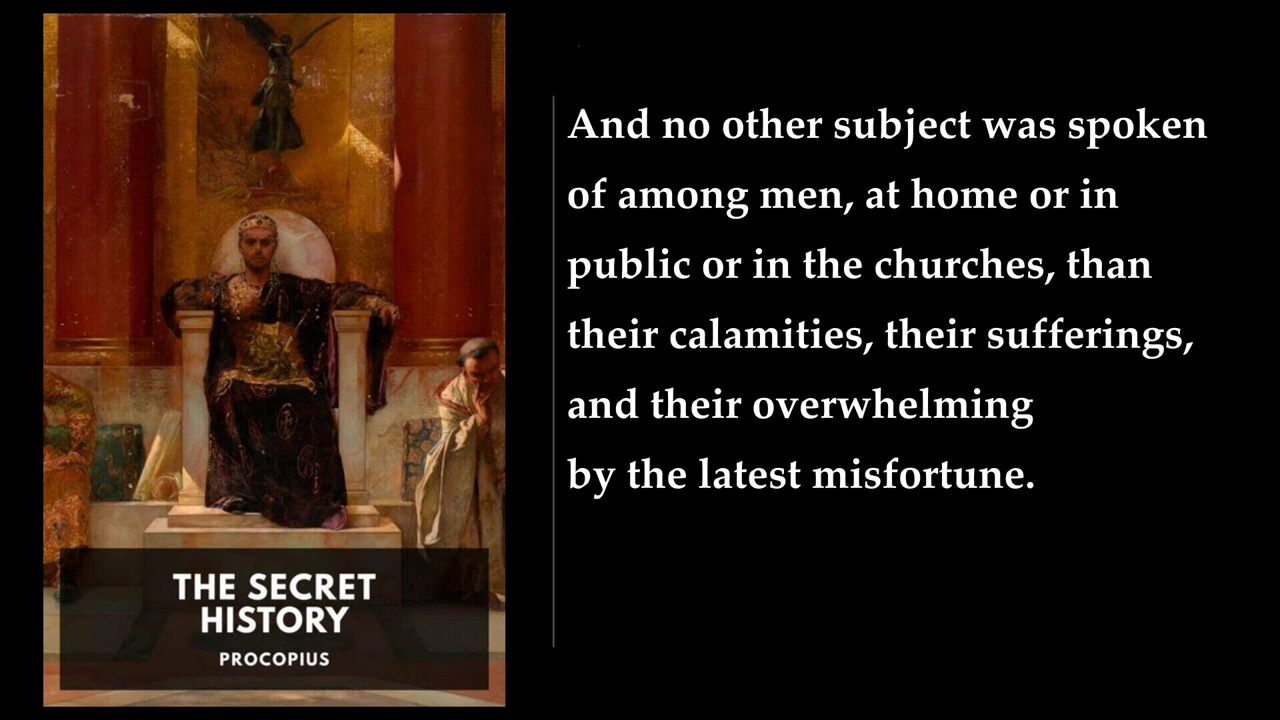 THE SECRET
HISTORY
PROCOPIUS
And no other subject was spoken
of among men, at home or in
public or in the churches, than
their calamities, their sufferings,
and their overwhelming
by the latest misfortune.